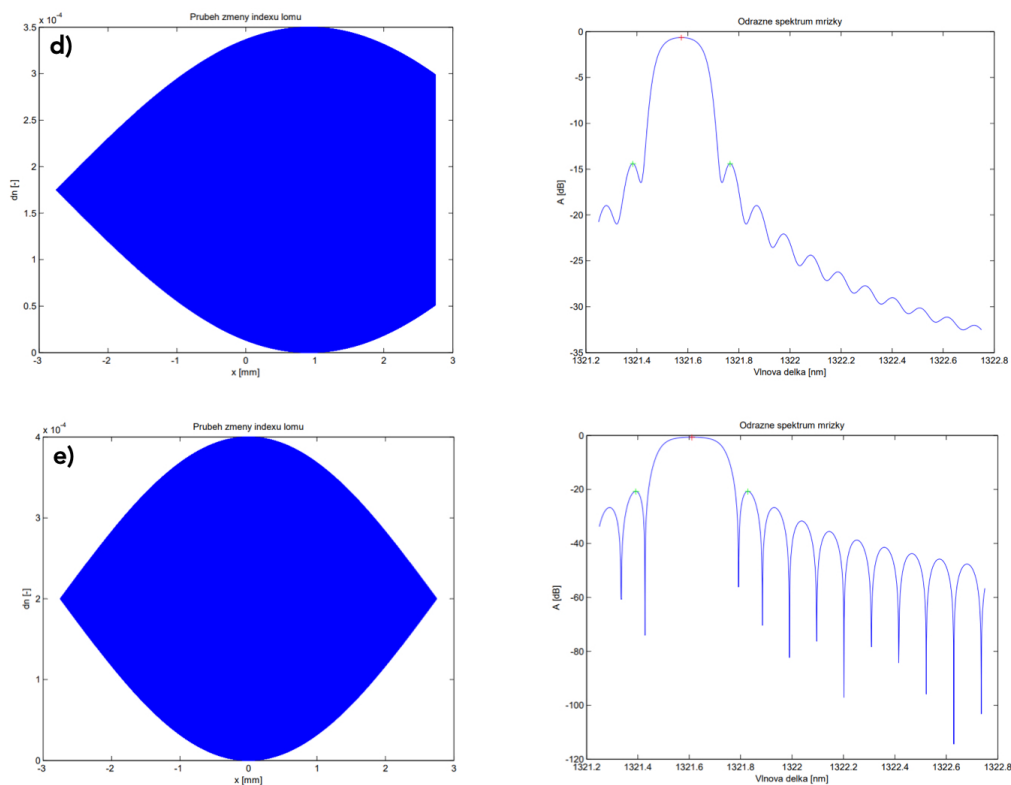 d)
Prubeh zmeny indexu lomu
x 10⁻⁴
3.5
3
2.5
2
1.5
1
0.5
0
dn [-]
-3 -2 -1 0 1 2 3
x [mm]
Odrazne spektrum mrizky
0
-5
-10
-15
-20
-25
-30
-35
A [dB]
1321.2 1321.4 1321.6 1321.8 1322 1322.2 1322.4 1322.6 1322.8
Vlnova delka [nm]
e)
Prubeh zmeny indexu lomu
x 10⁻⁴
4
3
2
1
0
dn [-]
-3 -2 -1 0 1 2 3
x [mm]
Odrazne spektrum mrizky
0
-20
-40
-60
-80
-100
-120
A [dB]
1321.2 1321.4 1321.6 1321.8 1322 1322.2 1322.4 1322.6 1322.8
Vlnova delka [nm]